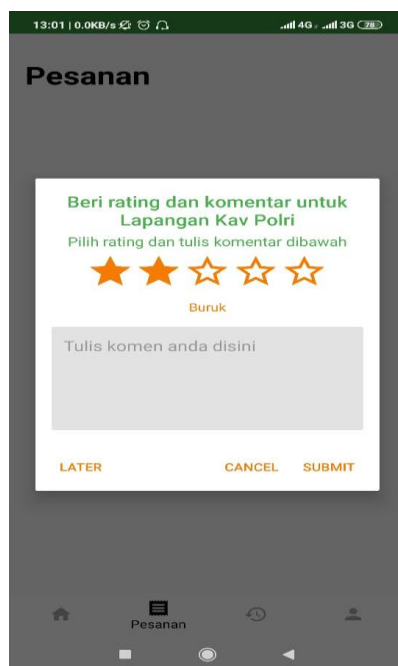 13:01 | 0.0KB/s
4G 3G 78
Pesanan
Beri rating dan komentar untuk
Lapangan Kav Polri
Pilih rating dan tulis komentar dibawah
Buruk
Tulis komen anda disini
LATER CANCEL SUBMIT
Pesanan